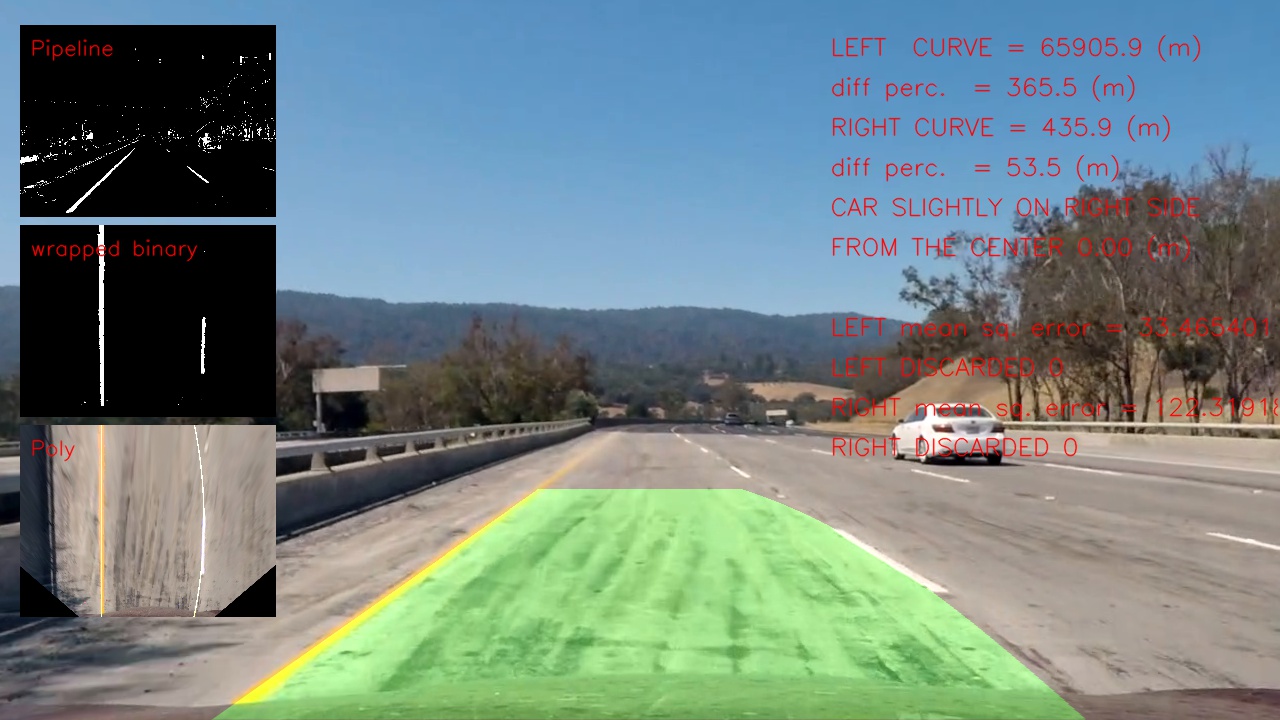 Pipeline
wrapped binary
Poly
LEFT CURVE = 65905.9 (m)
diff perc. = 365.5 (m)
RIGHT CURVE = 435.9 (m)
diff perc. = 53.5 (m)
CAR SLIGHTLY ON RIGHT SIDE
FROM THE CENTER 0.00 (m)
LEFT mean sq. error = 33.465401
LEFT DISCARDED 0
RIGHT mean sq. error = 122.31918
RIGHT DISCARDED 0